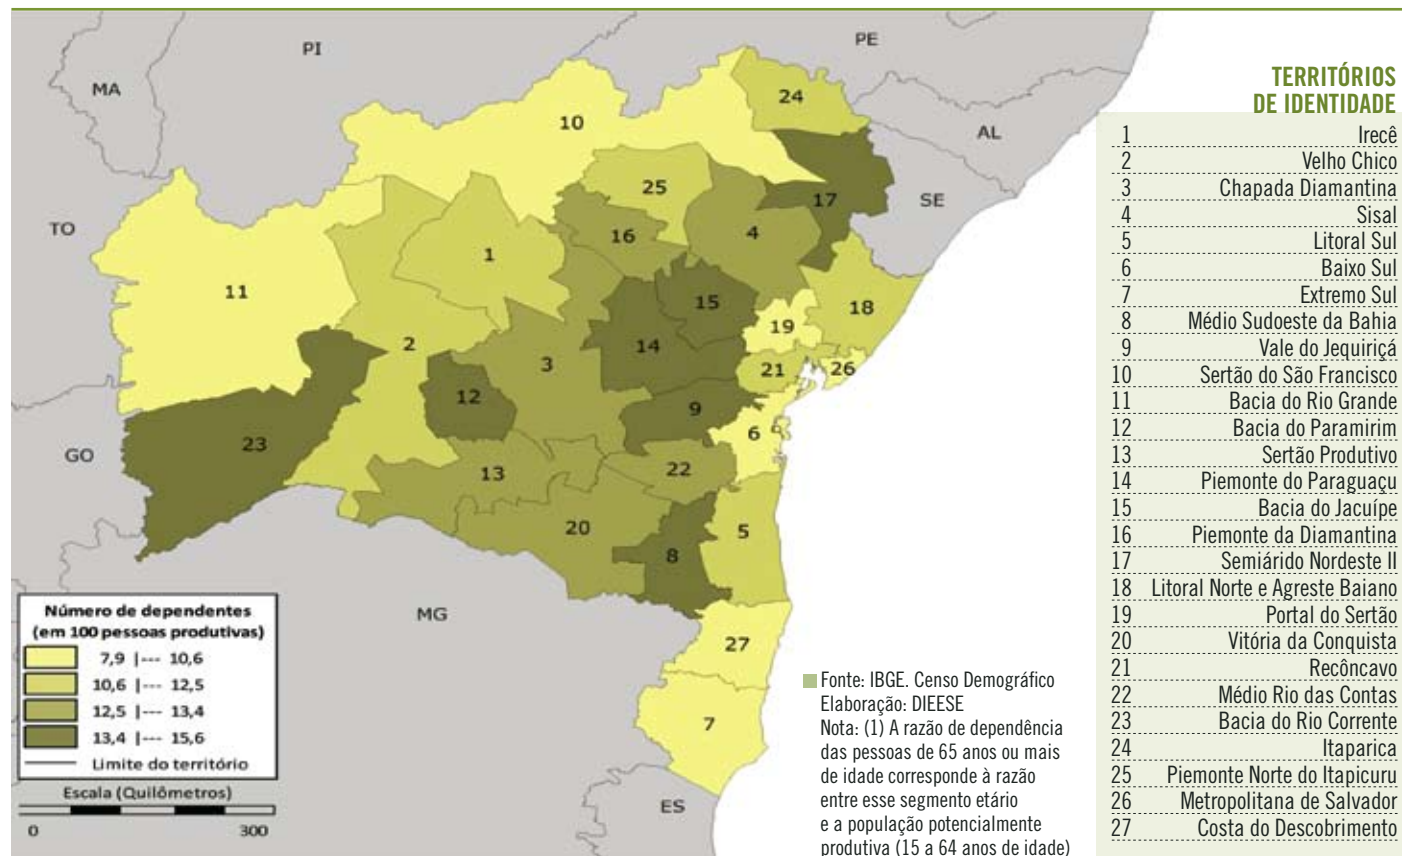 PI
PE
MA
AL
SE
TO
GO
MG
ES
24
10
25
17
16
4
1
11
18
15
19
2
14
3
21
26
12
9
23
6
22
13
20
5
8
27
7
Número de dependentes
(em 100 pessoas produtivas)
7,9 |--- 10,6
10,6 |--- 12,5
12,5 |--- 13,4
13,4 |--- 15,6
Limite do território
Escala (Quilômetros)
0 300
Fonte: IBGE. Censo Demográfico
Elaboração: DIEESE
Nota: (1) A razão de dependência
das pessoas de 65 anos ou mais
de idade corresponde à razão
entre esse segmento etário
e a população potencialmente
produtiva (15 a 64 anos de idade)
TERRITÓRIOS
DE IDENTIDADE
1 Irecê
2 Velho Chico
3 Chapada Diamantina
4 Sisal
5 Litoral Sul
6 Baixo Sul
7 Extremo Sul
8 Médio Sudoeste da Bahia
9 Vale do Jequiriçá
10 Sertão do São Francisco
11 Bacia do Rio Grande
12 Bacia do Paramirim
13 Sertão Produtivo
14 Piemonte do Paraguaçu
15 Bacia do Jacuípe
16 Piemonte da Diamantina
17 Semiárido Nordeste II
18 Litoral Norte e Agreste Baiano
19 Portal do Sertão
20 Vitória da Conquista
21 Recôncavo
22 Médio Rio das Contas
23 Bacia do Rio Corrente
24 Itaparica
25 Piemonte Norte do Itapicuru
26 Metropolitana de Salvador
27 Costa do Descobrimento